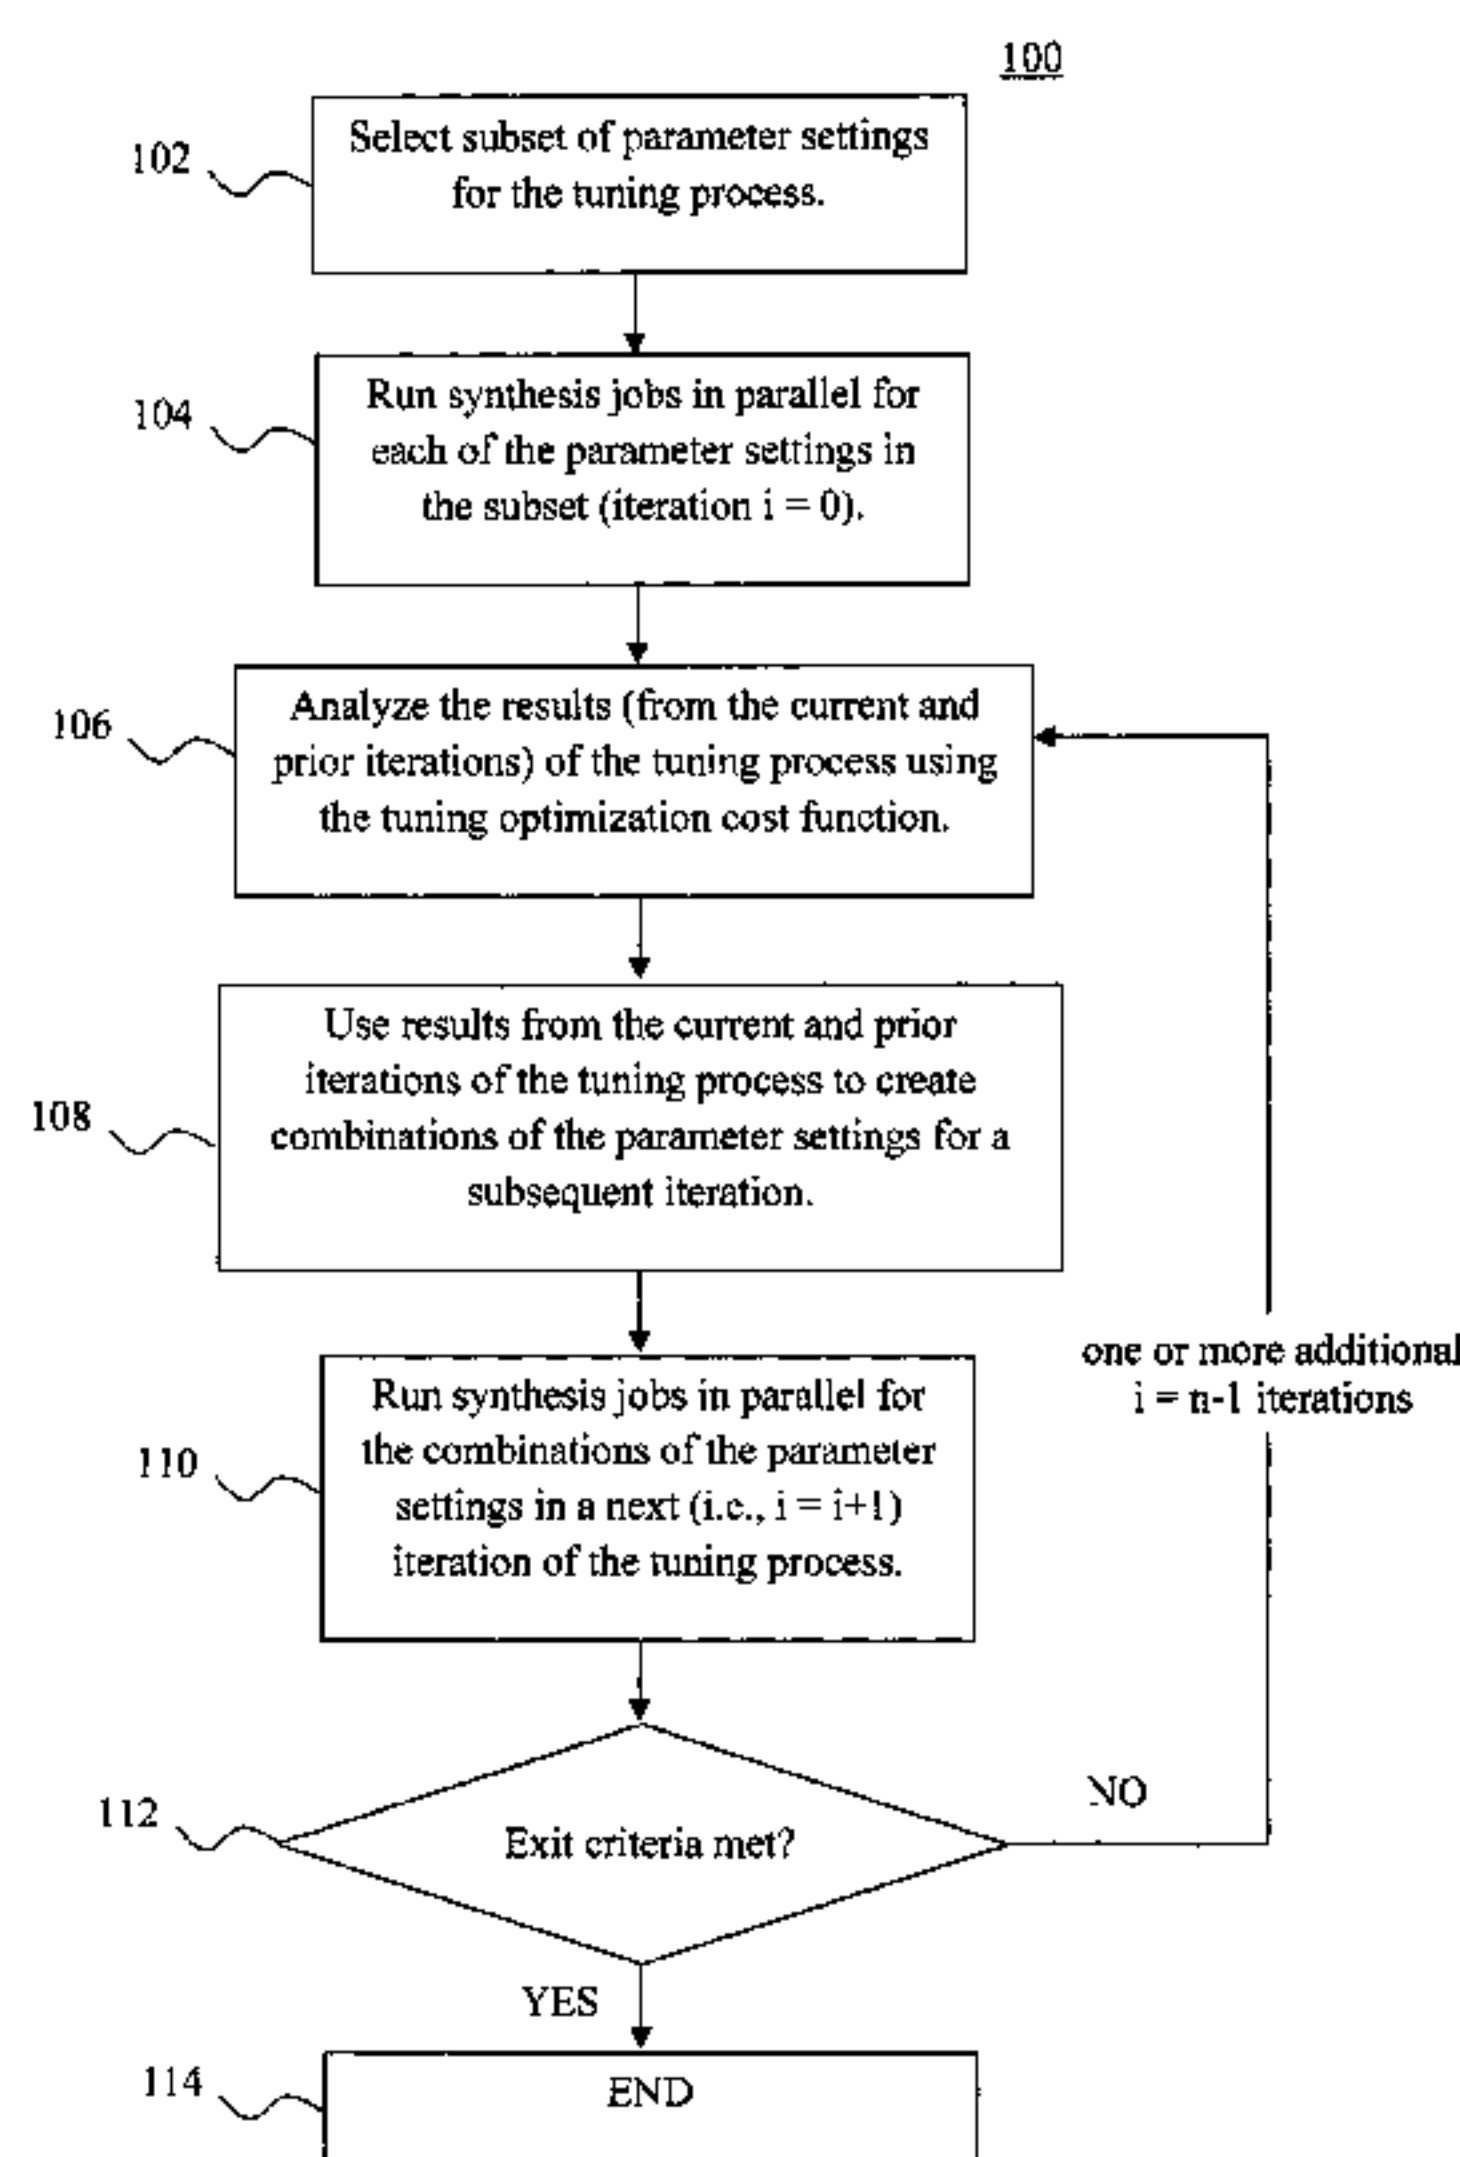 100
102
Select subset of parameter settings
for the tuning process.
104
Run synthesis jobs in parallel for
each of the parameter settings in
the subset (iteration i = 0).
106
Analyze the results (from the current and
prior iterations) of the tuning process using
the tuning optimization cost function.
108
Use results from the current and prior
iterations of the tuning process to create
combinations of the parameter settings for a
subsequent iteration.
one or more additional
i = n-1 iterations
110
Run synthesis jobs in parallel for
the combinations of the parameter
settings in a next (i.e., i = i+1)
iteration of the tuning process.
112
Exit criteria met?
NO
YES
114
END